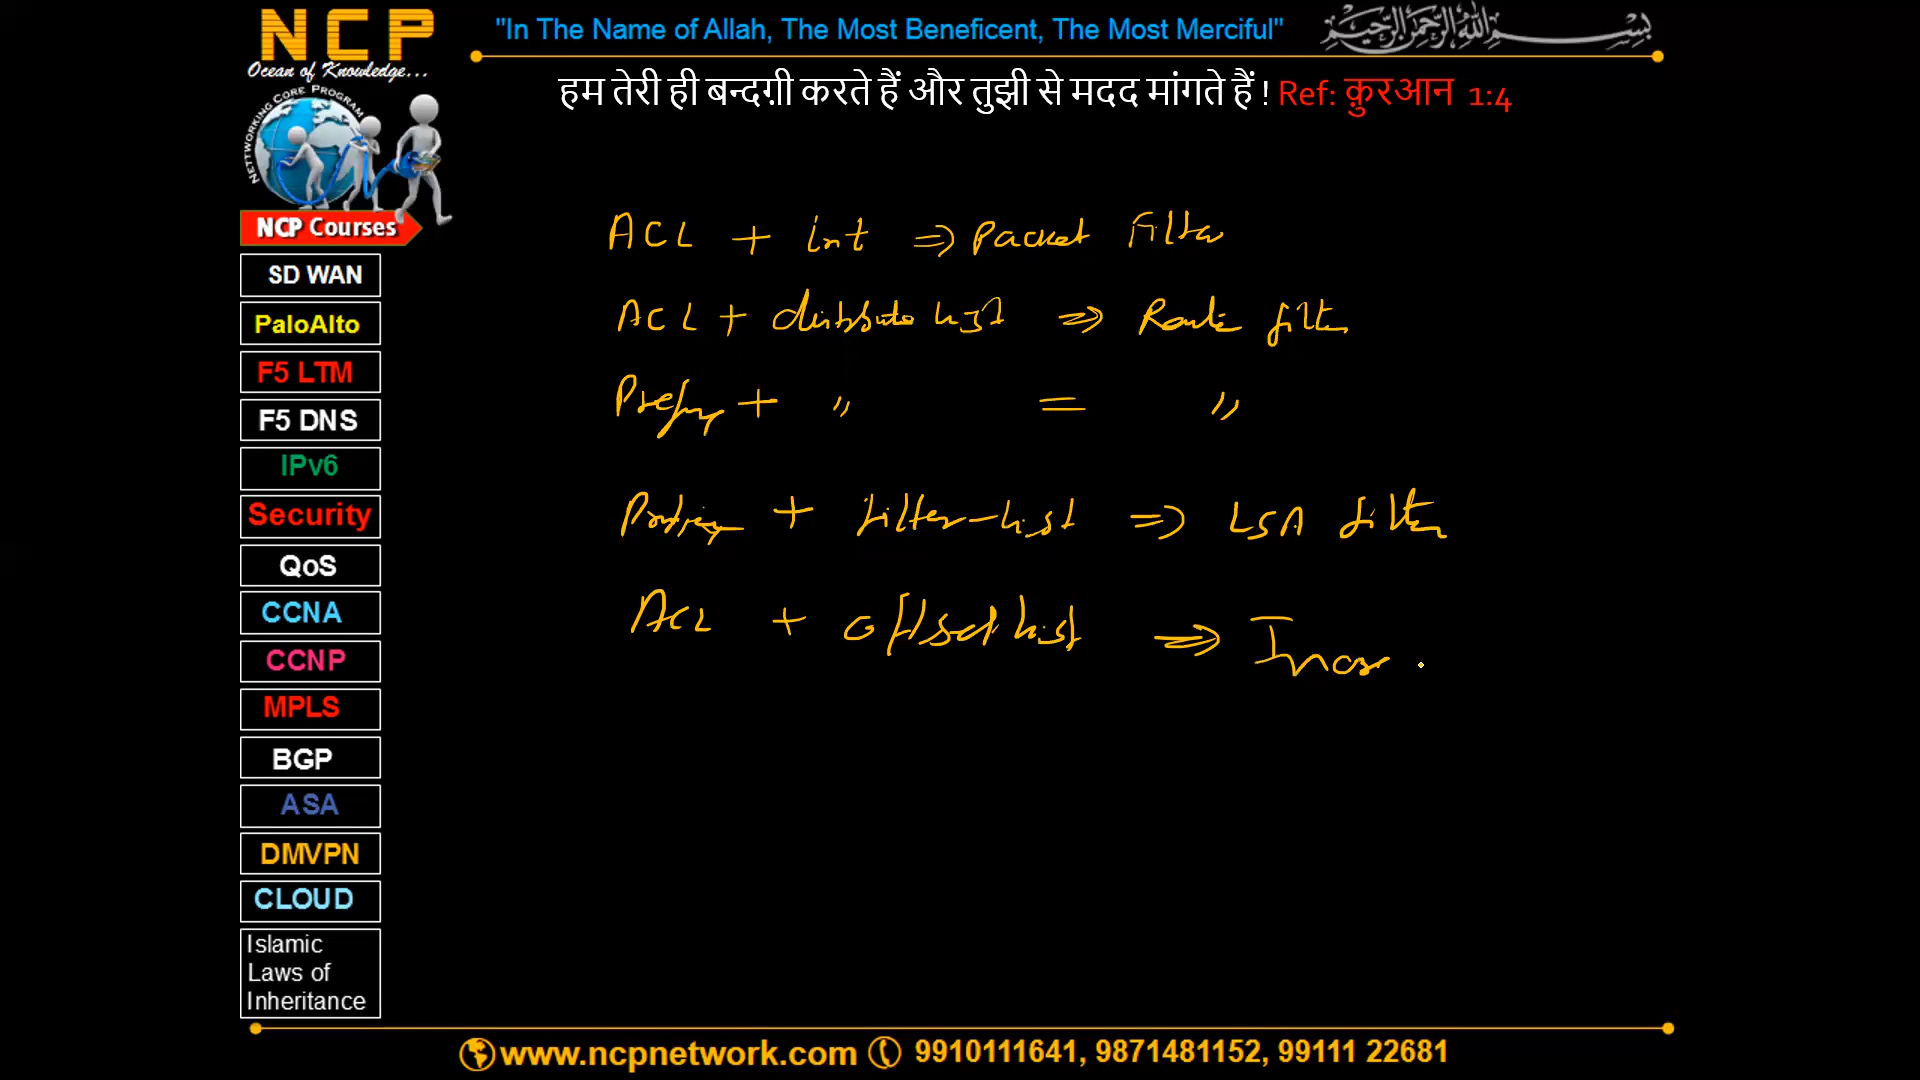 NCP
Ocean of Knowledge...
NETTWORKING CORE PROGRAM
"In The Name of Allah, The Most Beneficent, The Most Merciful"
بسم الله الرحمن الرحيم
हम तेरी ही बन्दग़ी करते हैं और तुझी से मदद मांगते हैं ! Ref: क़ुरआन 1:4
NCP Courses
SD WAN
PaloAlto
F5 LTM
F5 DNS
IPv6
Security
QoS
CCNA
CCNP
MPLS
BGP
ASA
DMVPN
CLOUD
Islamic
Laws of
Inheritance
ACL + int ⇒ Packet Filter
ACL + distribute list ⇒ Route filter
Prefix + " = "
+ filter-list ⇒ LSA filter
ACL + offset list ⇒
www.ncpnetwork.com 9910111641, 9871481152, 99111 22681